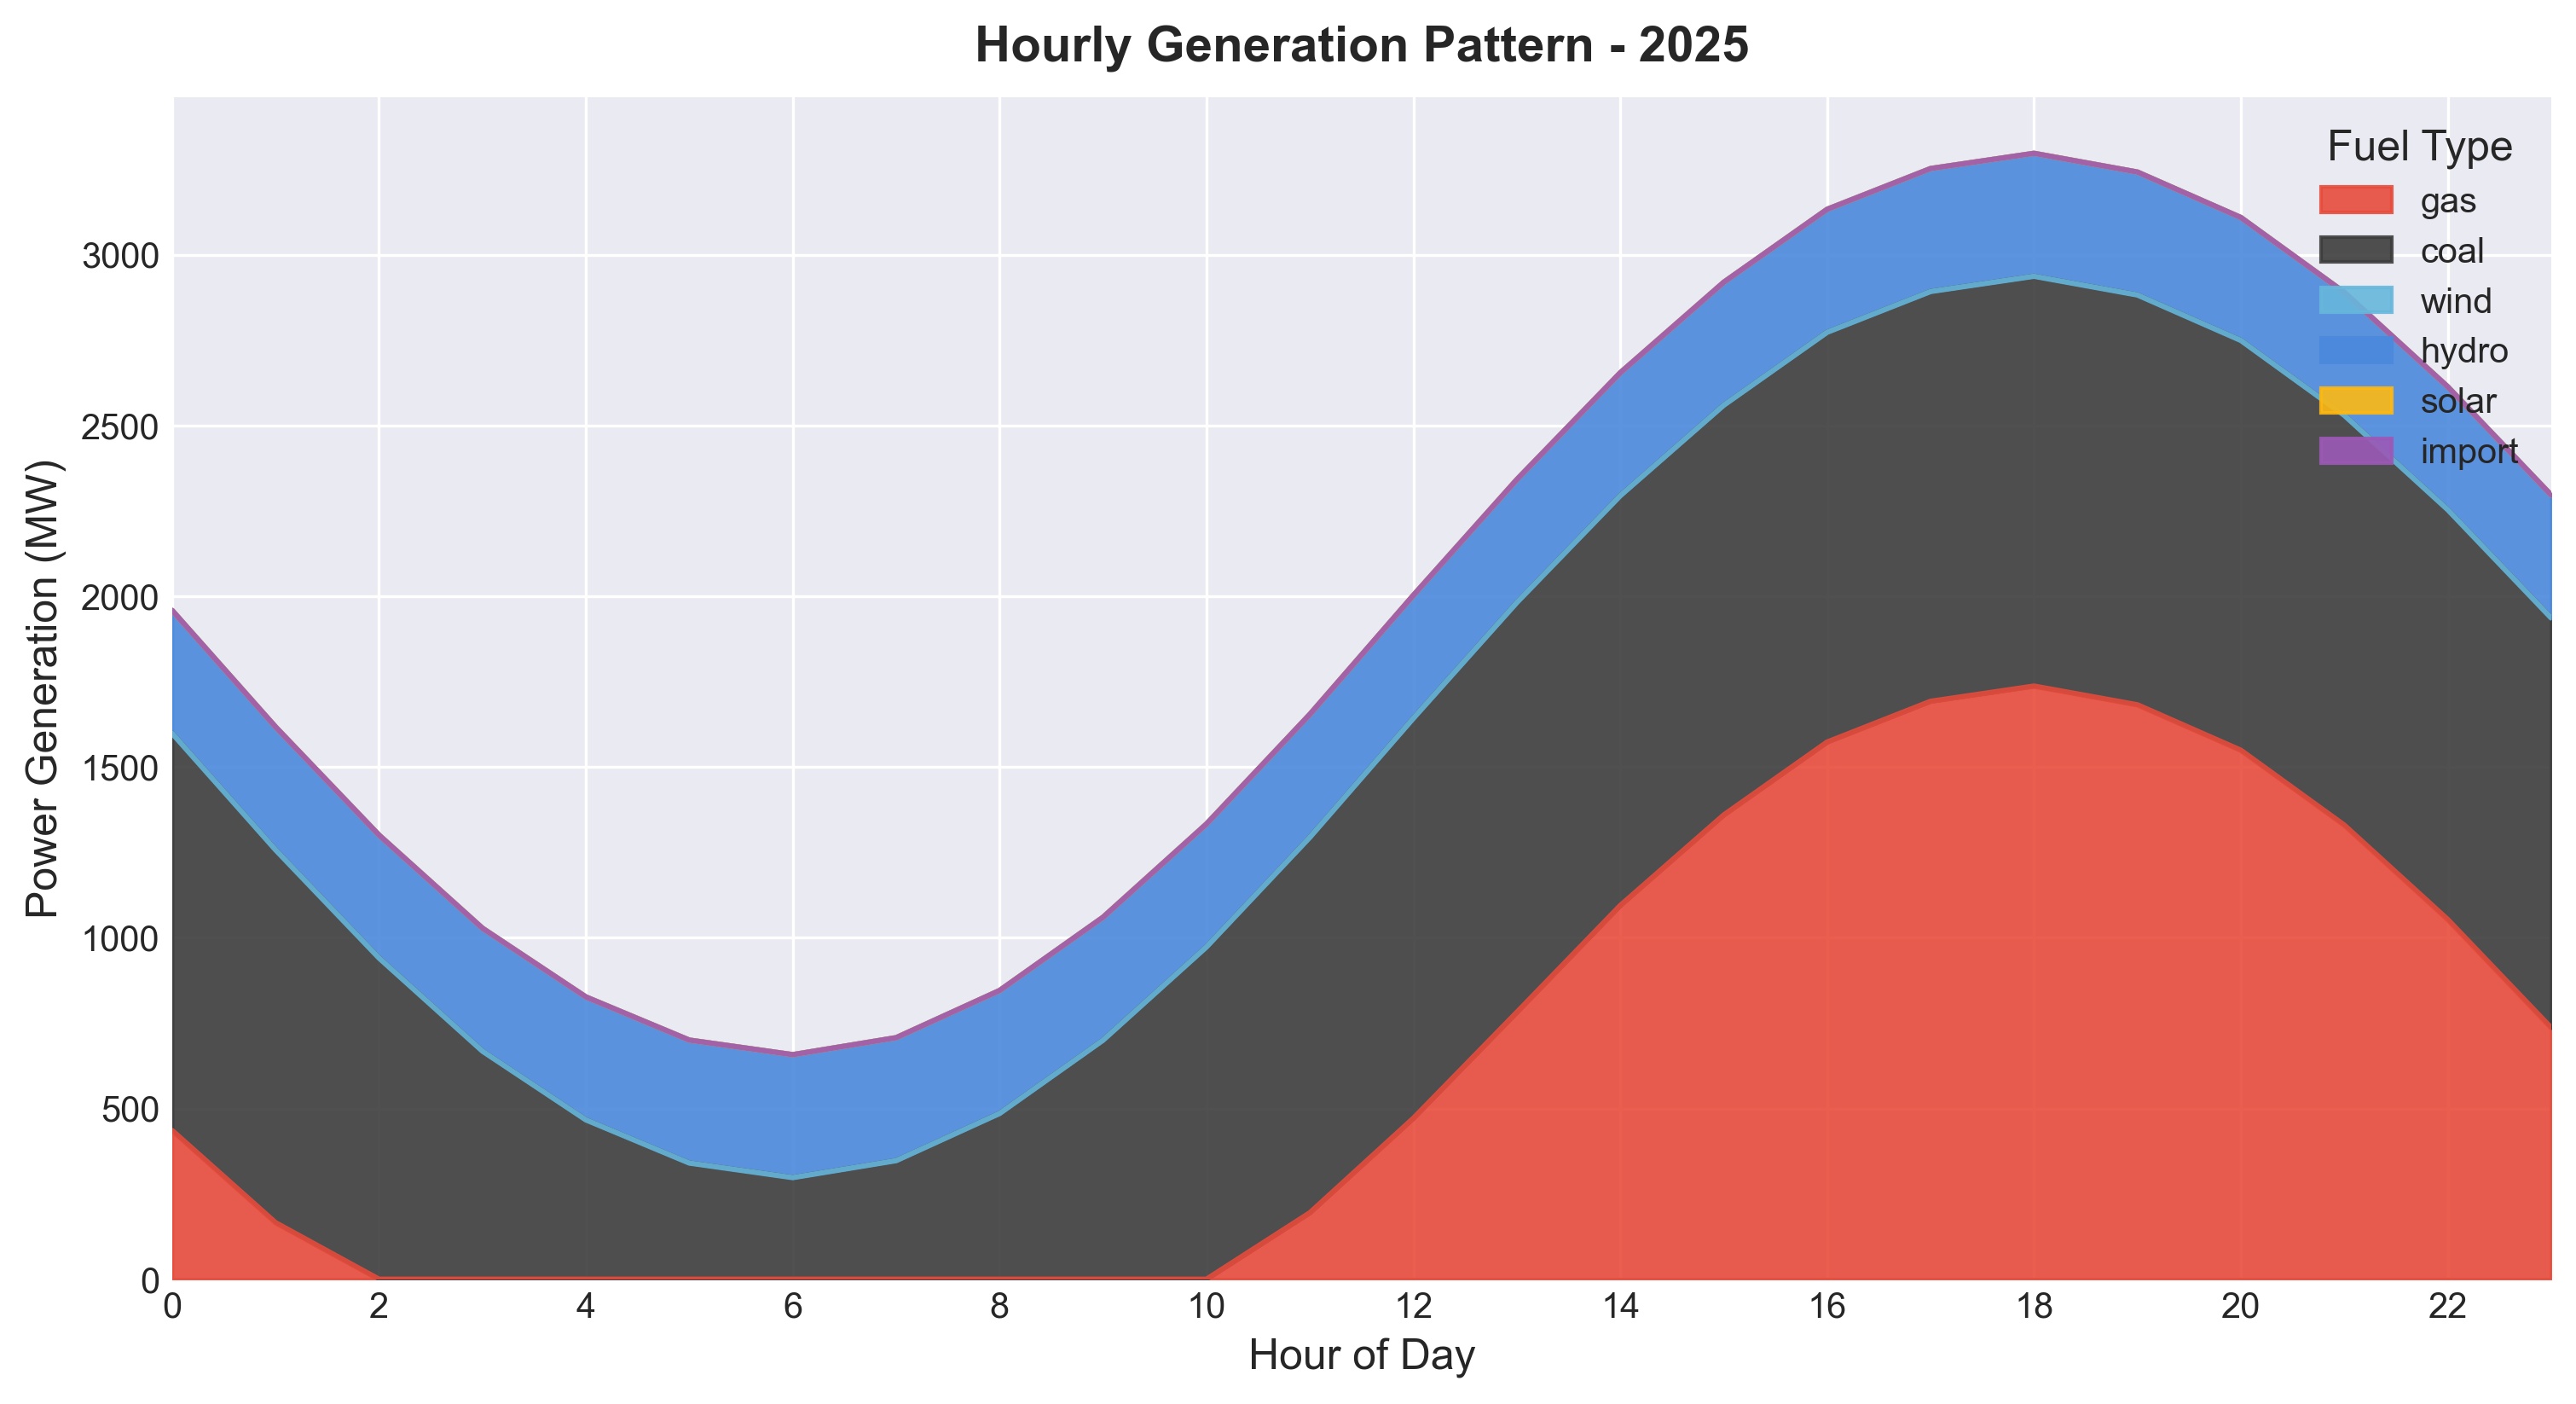 Hourly Generation Pattern - 2025
Power Generation (MW)
3000
2500
2000
1500
1000
500
0
0 2 4 6 8 10 12 14 16 18 20 22
Hour of Day
Fuel Type
gas
coal
wind
hydro
solar
import